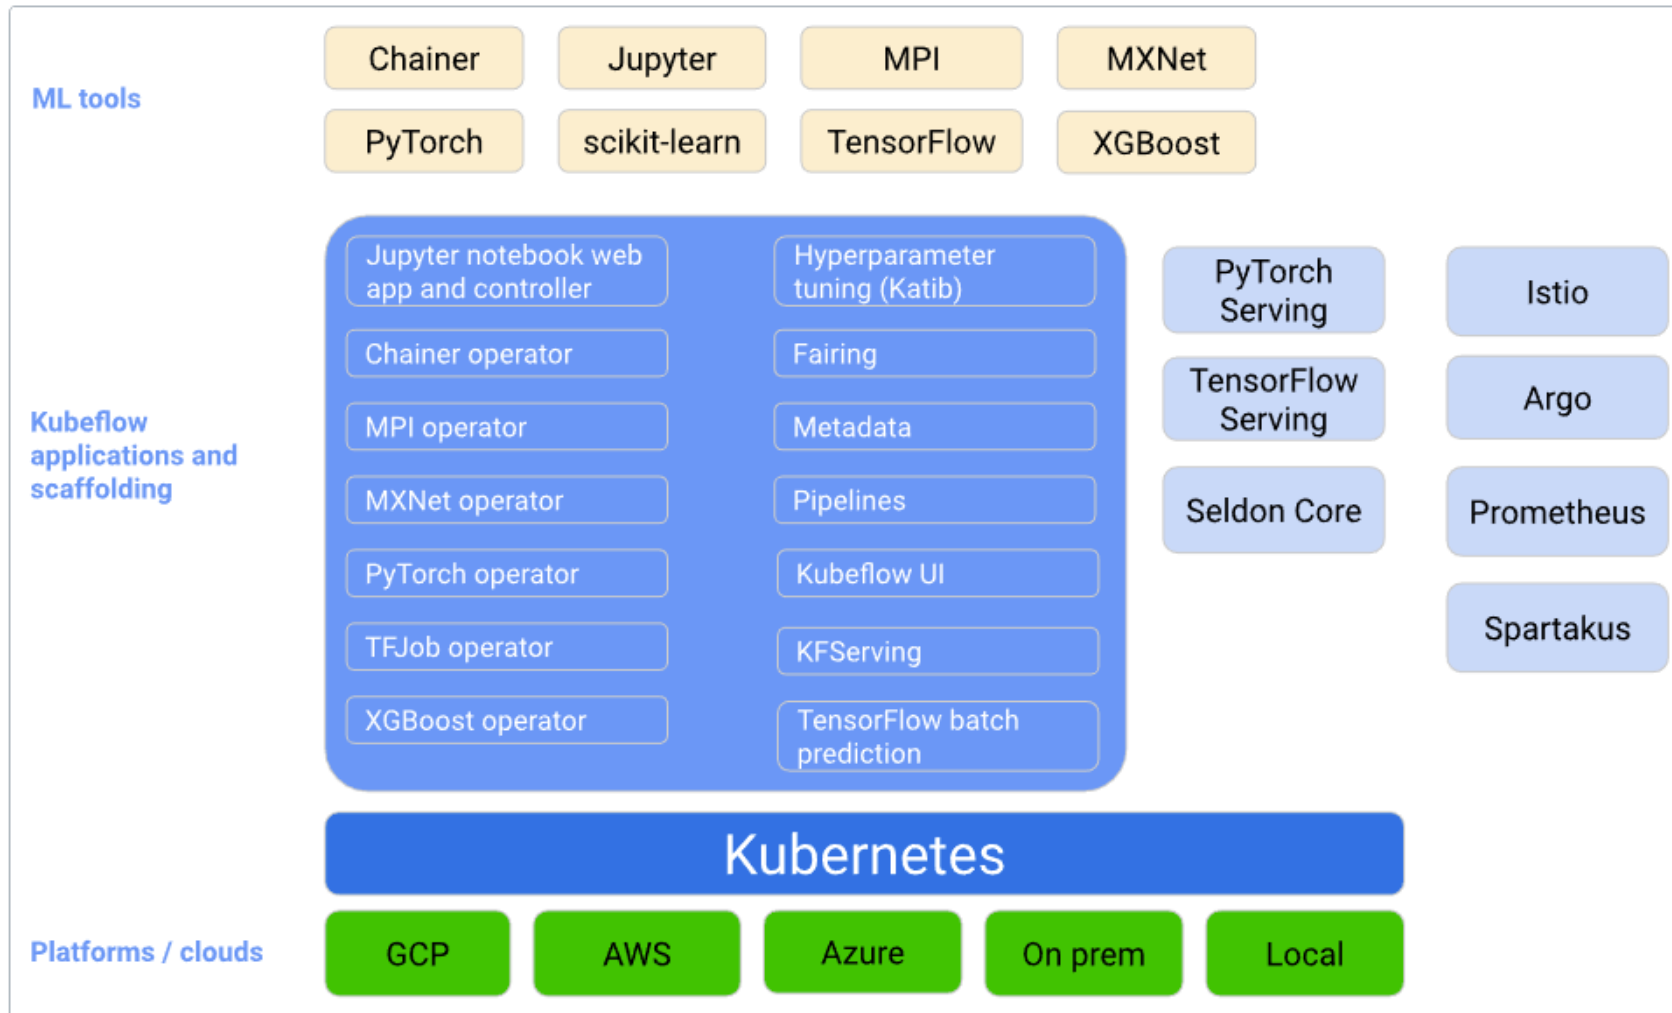 ML tools
Chainer
Jupyter
MPI
MXNet
PyTorch
scikit-learn
TensorFlow
XGBoost
Kubeflow
applications and
scaffolding
Jupyter notebook web
app and controller
Chainer operator
MPI operator
MXNet operator
PyTorch operator
TFJob operator
XGBoost operator
Hyperparameter
tuning (Katib)
Fairing
Metadata
Pipelines
Kubeflow UI
KFServing
TensorFlow batch
prediction
PyTorch
Serving
TensorFlow
Serving
Seldon Core
Istio
Argo
Prometheus
Spartakus
Kubernetes
Platforms / clouds
GCP
AWS
Azure
On prem
Local